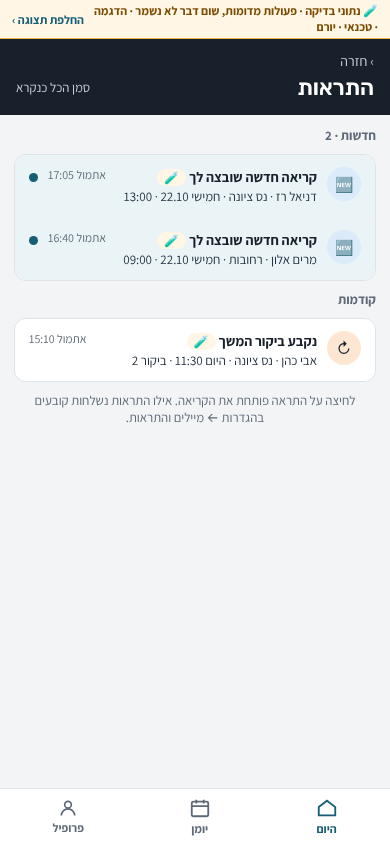 🧪 נתוני בדיקה · פעולות מדומות, שום דבר לא נשמר · הדגמה
· טכנאי · יורם
החלפת תצוגה ›
› חזרה
התראות
סמן הכל כנקרא
חדשות · 2
NEW
קריאה חדשה שובצה לך 🧪
אתמול 17:05
דניאל רז · נס ציונה · חמישי 22.10 · 13:00
NEW
קריאה חדשה שובצה לך 🧪
אתמול 16:40
מרים אלון · רחובות · חמישי 22.10 · 09:00
קודמות
נקבע ביקור המשך 🧪
אתמול 15:10
אבי כהן · נס ציונה · היום 11:30 · ביקור 2
לחיצה על התראה פותחת את הקריאה. אילו התראות נשלחות קובעים
בהגדרות ← מיילים והתראות.
היום
יומן
פרופיל